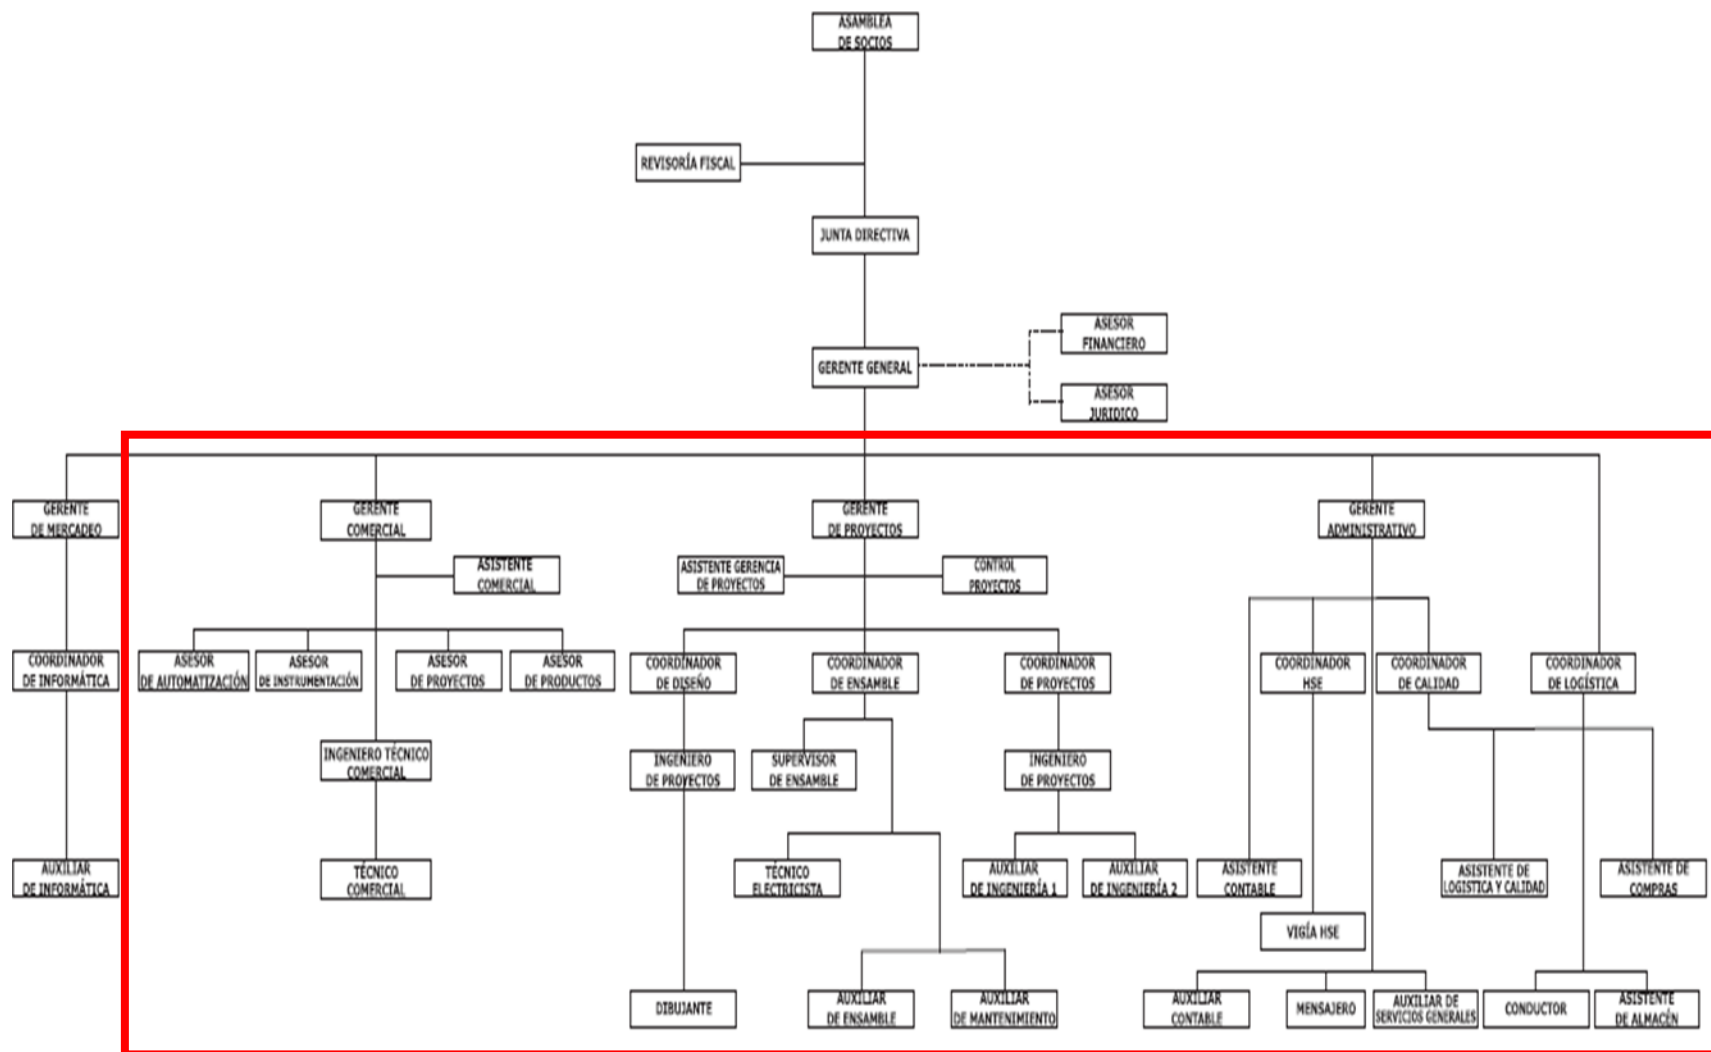 ASAMBLEA
DE SOCIOS
REVISORÍA FISCAL
JUNTA DIRECTIVA
ASESOR
FINANCIERO
GERENTE GENERAL
ASESOR
JURIDICO
GERENTE
DE MERCADEO
GERENTE
COMERCIAL
GERENTE
DE PROYECTOS
GERENTE
ADMINISTRATIVO
ASISTENTE
COMERCIAL
ASISTENTE GERENCIA
DE PROYECTOS
CONTROL
PROYECTOS
COORDINADOR
DE INFORMÁTICA
ASESOR
DE AUTOMATIZACIÓN
ASESOR
DE INSTRUMENTACIÓN
ASESOR
DE PROYECTOS
ASESOR
DE PRODUCTOS
COORDINADOR
DE DISEÑO
COORDINADOR
DE ENSAMBLE
COORDINADOR
DE PROYECTOS
COORDINADOR
HSE
COORDINADOR
DE CALIDAD
COORDINADOR
DE LOGÍSTICA
INGENIERO TÉCNICO
COMERCIAL
INGENIERO
DE PROYECTOS
SUPERVISOR
DE ENSAMBLE
INGENIERO
DE PROYECTOS
AUXILIAR
DE INFORMÁTICA
TÉCNICO
COMERCIAL
TÉCNICO
ELECTRICISTA
AUXILIAR
DE INGENIERÍA 1
AUXILIAR
DE INGENIERÍA 2
ASISTENTE
CONTABLE
ASISTENTE DE
LOGISTICA Y CALIDAD
ASISTENTE DE
COMPRAS
VIGÍA HSE
DIBUJANTE
AUXILIAR
DE ENSAMBLE
AUXILIAR
DE MANTENIMIENTO
AUXILIAR
CONTABLE
MENSAJERO
AUXILIAR DE
SERVICIOS GENERALES
CONDUCTOR
ASISTENTE
DE ALMACÉN